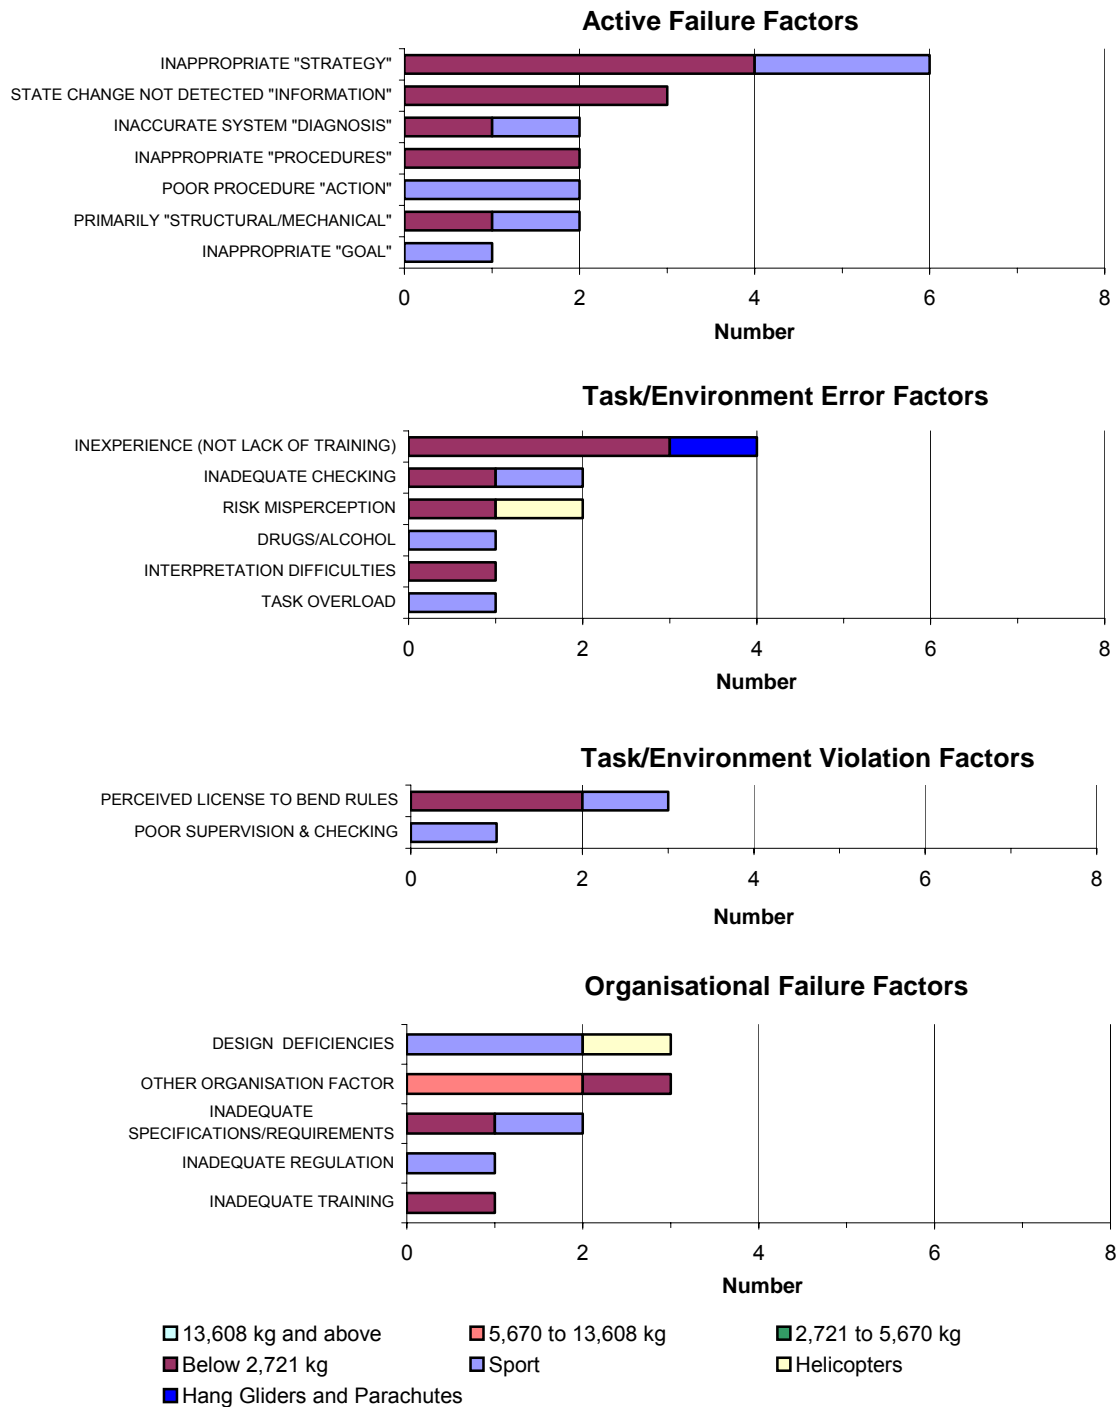 Active Failure Factors
INAPPROPRIATE "STRATEGY"
STATE CHANGE NOT DETECTED "INFORMATION"
INACCURATE SYSTEM "DIAGNOSIS"
INAPPROPRIATE "PROCEDURES"
POOR PROCEDURE "ACTION"
PRIMARILY "STRUCTURAL/MECHANICAL"
INAPPROPRIATE "GOAL"
0 2 4 6 8
Number
Task/Environment Error Factors
INEXPERIENCE (NOT LACK OF TRAINING)
INADEQUATE CHECKING
RISK MISPERCEPTION
DRUGS/ALCOHOL
INTERPRETATION DIFFICULTIES
TASK OVERLOAD
0 2 4 6 8
Number
Task/Environment Violation Factors
PERCEIVED LICENSE TO BEND RULES
POOR SUPERVISION & CHECKING
0 2 4 6 8
Number
Organisational Failure Factors
DESIGN DEFICIENCIES
OTHER ORGANISATION FACTOR
INADEQUATE
SPECIFICATIONS/REQUIREMENTS
INADEQUATE REGULATION
INADEQUATE TRAINING
0 2 4 6 8
Number
13,608 kg and above 5,670 to 13,608 kg 2,721 to 5,670 kg
Below 2,721 kg Sport Helicopters
Hang Gliders and Parachutes